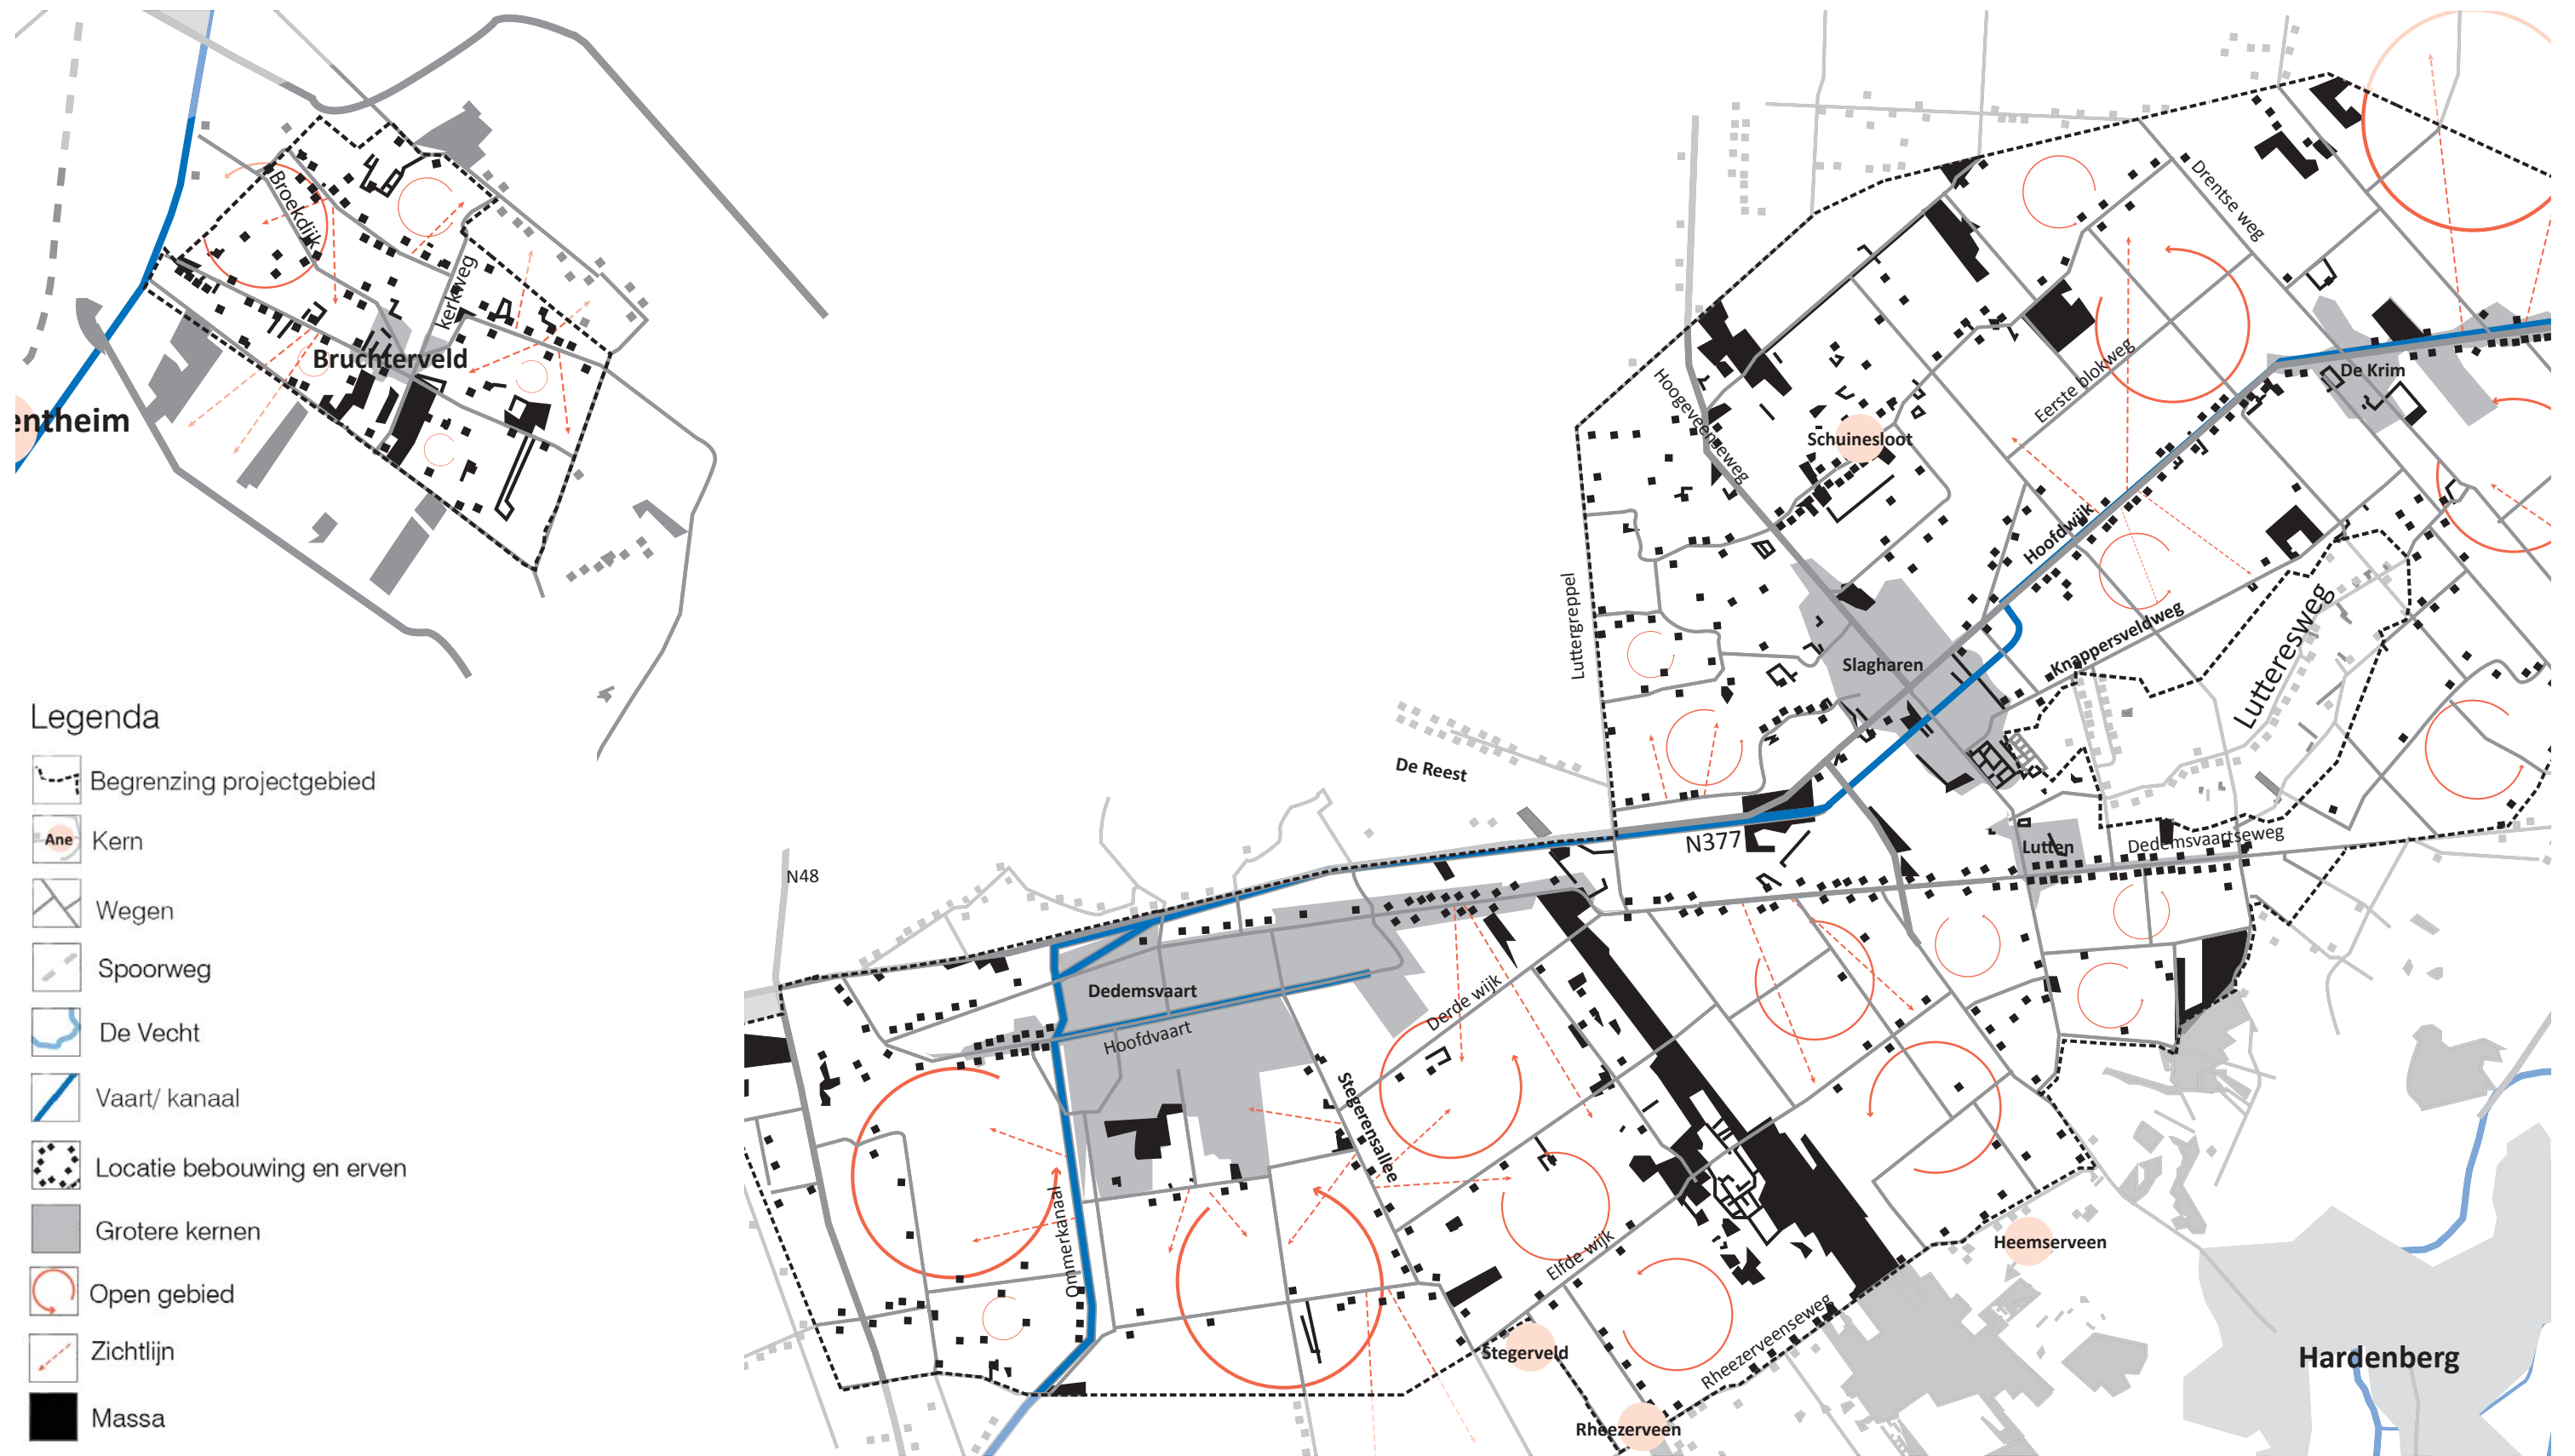 Broekdijk
kerkweg
Bruchterveld
entheim
Drentse weg
Hoogeveenseweg
Schuinesloot
Eerste blokweg
De Krim
Hoofdwijk
Luttergreppel
Slagharen
Knappersveldweg
Lutteresweg
De Reest
N377
Lutten
Dedemsvaartseweg
N48
Dedemsvaart
Hoofdvaart
Derde wijk
Stegerensallee
Ommerkanaal
Elfde wijk
Heemserveen
Stegerveld
Rheezerveenseweg
Rheezerveen
Hardenberg
Legenda
Begrenzing projectgebied
Ane
Kern
Wegen
Spoorweg
De Vecht
Vaart/ kanaal
Locatie bebouwing en erven
Grotere kernen
Open gebied
Zichtlijn
Massa